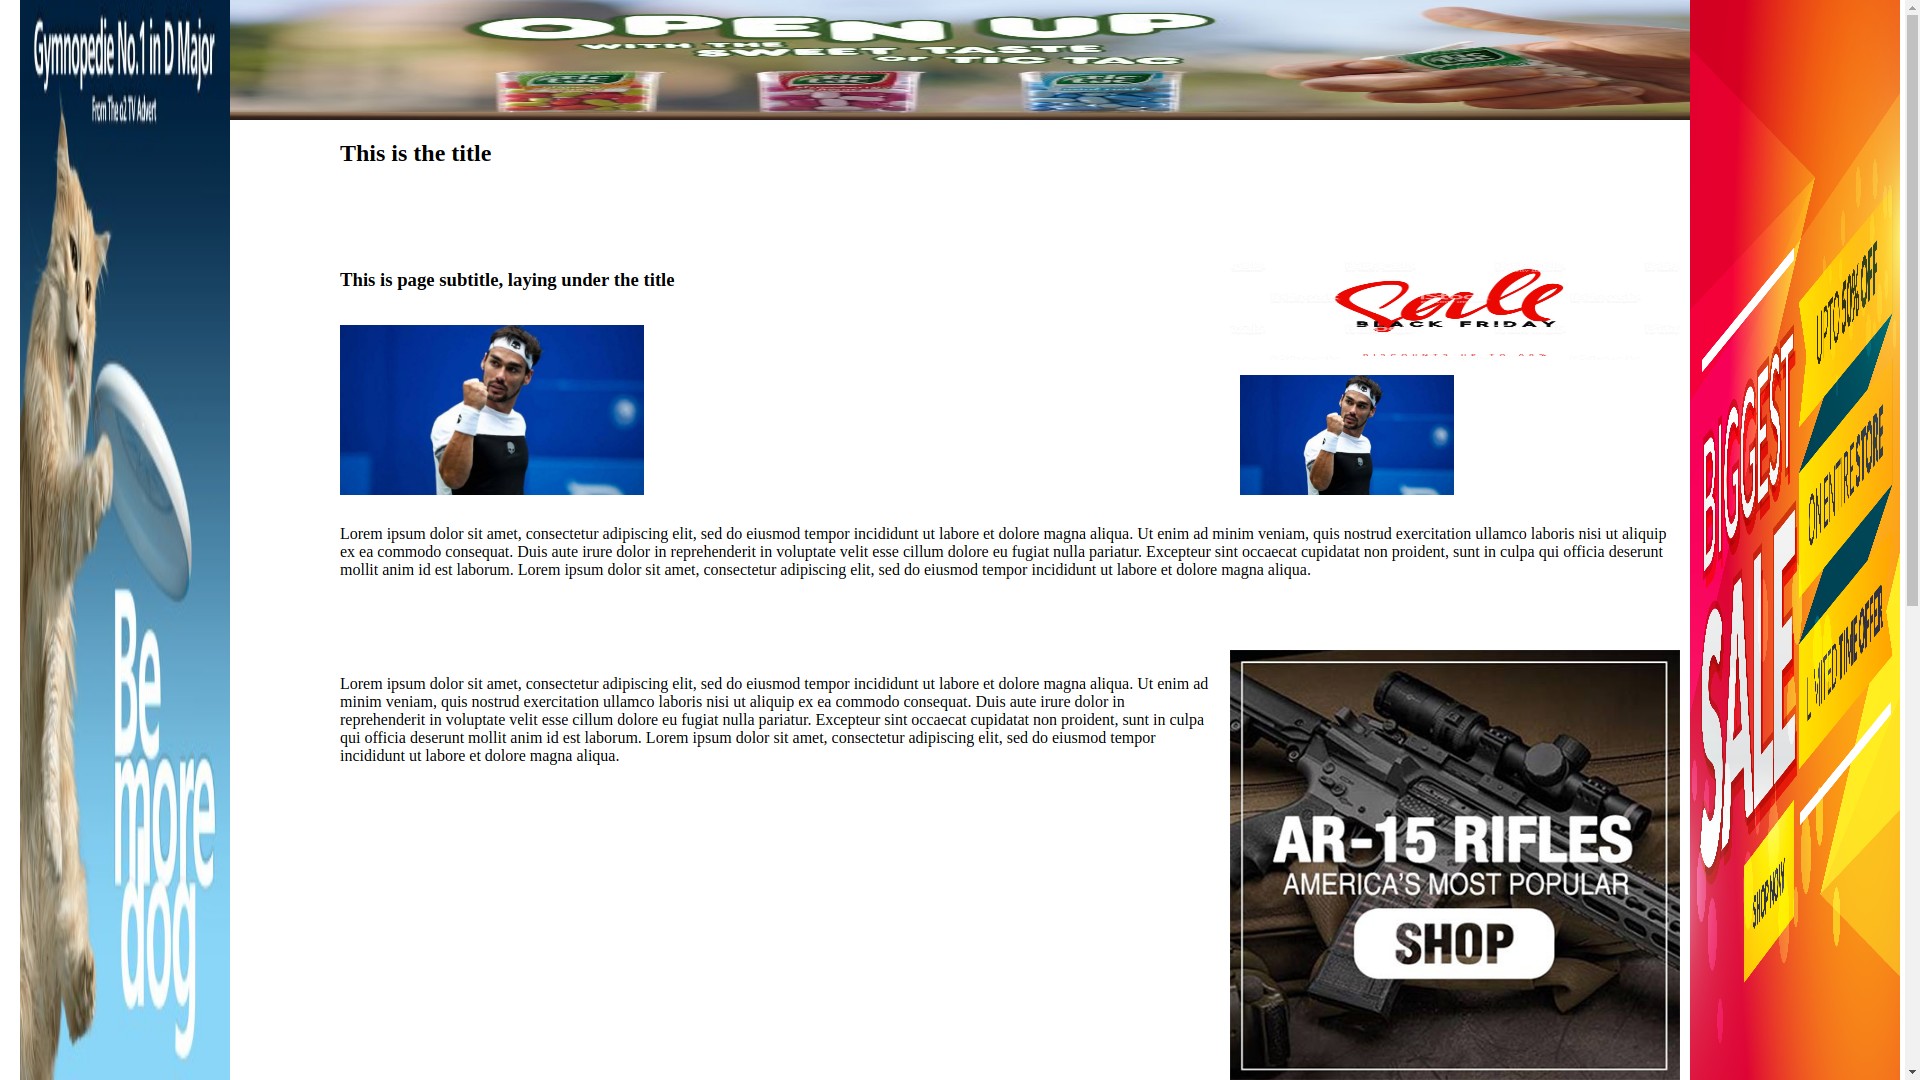 Gymnopedie No.1 in D Major
From The o2 TV Advert
Be
more
dog
OPEN UP
WITH THE
SWEET TASTE
OF TIC TAC
This is the title
This is page subtitle, laying under the title
Sale
BLACK FRIDAY
Lorem ipsum dolor sit amet, consectetur adipiscing elit, sed do eiusmod tempor incididunt ut labore et dolore magna aliqua. Ut enim ad minim veniam, quis nostrud exercitation ullamco laboris nisi ut aliquip
ex ea commodo consequat. Duis aute irure dolor in reprehenderit in voluptate velit esse cillum dolore eu fugiat nulla pariatur. Excepteur sint occaecat cupidatat non proident, sunt in culpa qui officia deserunt
mollit anim id est laborum. Lorem ipsum dolor sit amet, consectetur adipiscing elit, sed do eiusmod tempor incididunt ut labore et dolore magna aliqua.
Lorem ipsum dolor sit amet, consectetur adipiscing elit, sed do eiusmod tempor incididunt ut labore et dolore magna aliqua. Ut enim ad
minim veniam, quis nostrud exercitation ullamco laboris nisi ut aliquip ex ea commodo consequat. Duis aute irure dolor in
reprehenderit in voluptate velit esse cillum dolore eu fugiat nulla pariatur. Excepteur sint occaecat cupidatat non proident, sunt in culpa
qui officia deserunt mollit anim id est laborum. Lorem ipsum dolor sit amet, consectetur adipiscing elit, sed do eiusmod tempor
incididunt ut labore et dolore magna aliqua.
AR-15 RIFLES
AMERICA'S MOST POPULAR
SHOP
BIGGEST
SALE
UP TO 50% OFF
ON ENTIRE STORE
LIMITED TIME OFFER
SHOP NOW